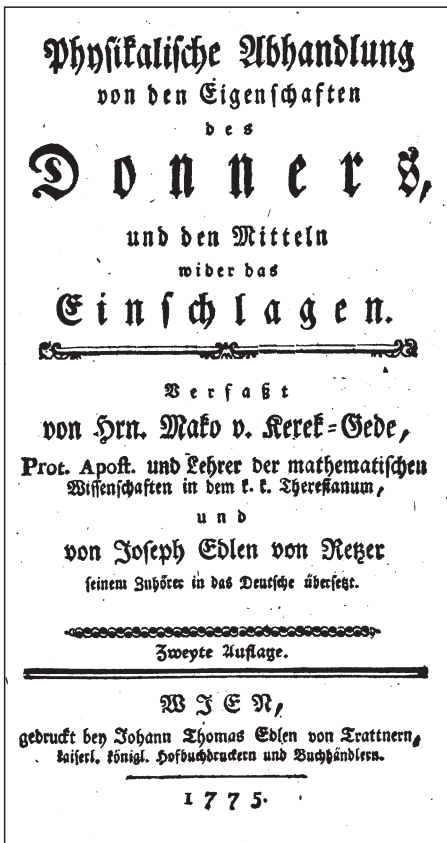 Physikalische Abhandlung
von den Eigenschaften
des
Donners,
und den Mitteln
wider das
Einschlagen.
Verfaßt
von Hrn. Mako v. Kerek-Gede,
Prot. Apost. und Lehrer der mathematischen
Wissenschaften in dem k. k. Theresianum,
und
von Joseph Edlen von Retzer
seinem Zuhörer in das Deutsche übersetzt.
Zweyte Auflage.
WIEN,
gedruckt bey Johann Thomas Edlen von Trattnern,
kaiserl. königl. Hofbuchdruckern und Buchhändlern.
1775.